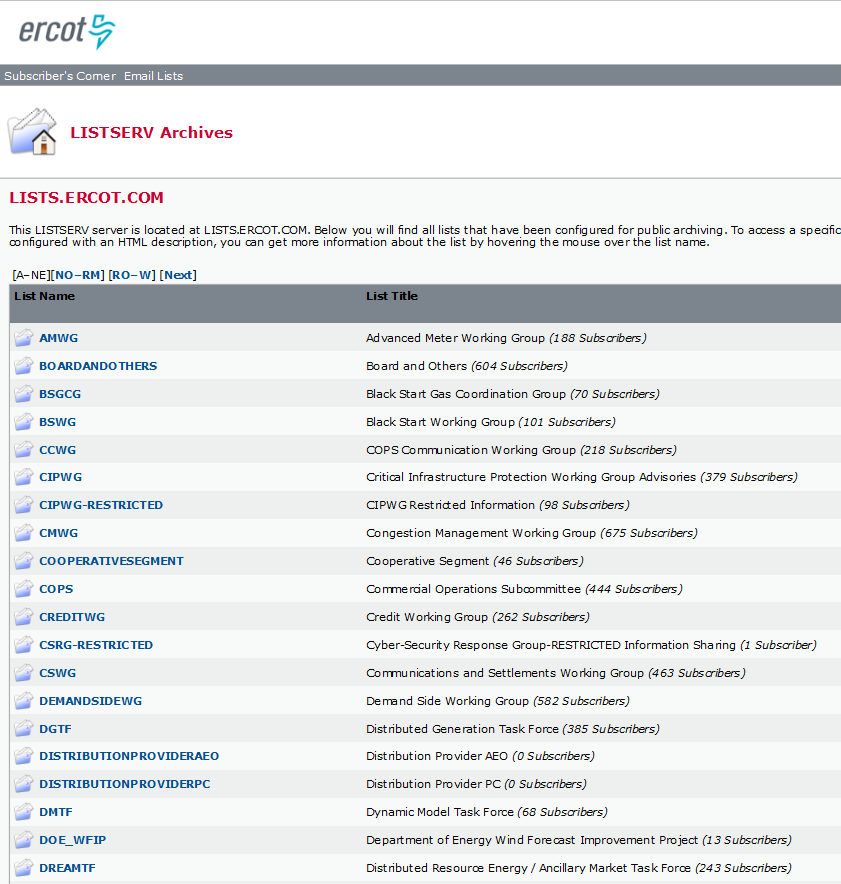 ercot
Subscriber's Corner Email Lists
LISTSERV Archives
LISTS.ERCOT.COM
This LISTSERV server is located at LISTS.ERCOT.COM. Below you will find all lists that have been configured for public archiving. To access a specific
configured with an HTML description, you can get more information about the list by hovering the mouse over the list name.
[A–NE][NO–RM] [RO–W] [Next]
List Name List Title
AMWG Advanced Meter Working Group (188 Subscribers)
BOARDANDOTHERS Board and Others (604 Subscribers)
BSGCG Black Start Gas Coordination Group (70 Subscribers)
BSWG Black Start Working Group (101 Subscribers)
CCWG COPS Communication Working Group (218 Subscribers)
CIPWG Critical Infrastructure Protection Working Group Advisories (379 Subscribers)
CIPWG-RESTRICTED CIPWG Restricted Information (98 Subscribers)
CMWG Congestion Management Working Group (675 Subscribers)
COOPERATIVESEGMENT Cooperative Segment (46 Subscribers)
COPS Commercial Operations Subcommittee (444 Subscribers)
CREDITWG Credit Working Group (262 Subscribers)
CSRG-RESTRICTED Cyber-Security Response Group-RESTRICTED Information Sharing (1 Subscriber)
CSWG Communications and Settlements Working Group (463 Subscribers)
DEMANDSIDEWG Demand Side Working Group (582 Subscribers)
DGTF Distributed Generation Task Force (385 Subscribers)
DISTRIBUTIONPROVIDERAEO Distribution Provider AEO (0 Subscribers)
DISTRIBUTIONPROVIDERPC Distribution Provider PC (0 Subscribers)
DMTF Dynamic Model Task Force (68 Subscribers)
DOE_WFIP Department of Energy Wind Forecast Improvement Project (13 Subscribers)
DREAMTF Distributed Resource Energy / Ancillary Market Task Force (243 Subscribers)